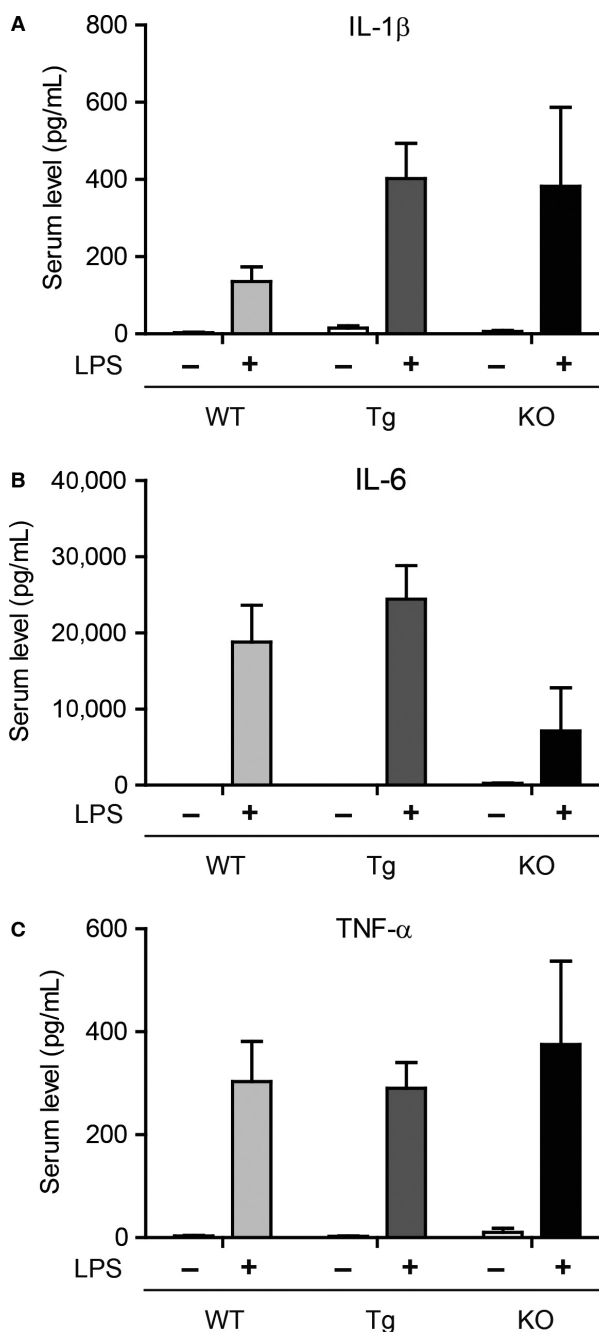 A
IL-1β
Serum level (pg/mL)
800
600
400
200
0
LPS − + − + − +
WT Tg KO
B
IL-6
Serum level (pg/mL)
40,000
30,000
20,000
10,000
0
LPS − + − + − +
WT Tg KO
C
TNF-α
Serum level (pg/mL)
600
400
200
0
LPS − + − + − +
WT Tg KO